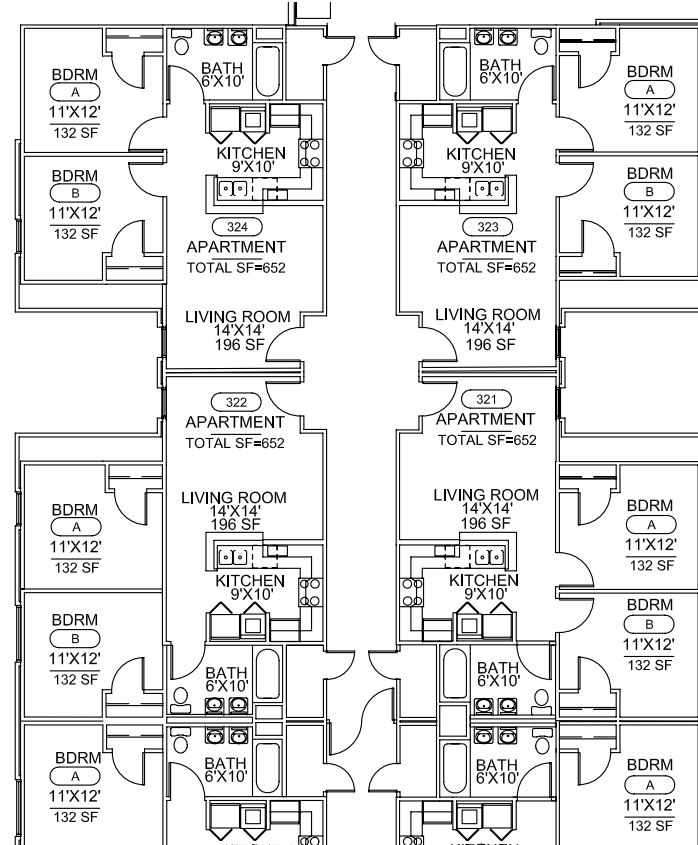 BDRM
A
11'X12'
132 SF
BATH
6'X10'
BATH
6'X10'
BDRM
A
11'X12'
132 SF
KITCHEN
9'X10'
KITCHEN
9'X10'
BDRM
B
11'X12'
132 SF
BDRM
B
11'X12'
132 SF
324
APARTMENT
TOTAL SF=652
323
APARTMENT
TOTAL SF=652
LIVING ROOM
14'X14'
196 SF
LIVING ROOM
14'X14'
196 SF
322
APARTMENT
TOTAL SF=652
321
APARTMENT
TOTAL SF=652
LIVING ROOM
14'X14'
196 SF
LIVING ROOM
14'X14'
196 SF
BDRM
A
11'X12'
132 SF
BDRM
A
11'X12'
132 SF
KITCHEN
9'X10'
KITCHEN
9'X10'
BDRM
B
11'X12'
132 SF
BDRM
B
11'X12'
132 SF
BATH
6'X10'
BATH
6'X10'
BDRM
A
11'X12'
132 SF
BATH
6'X10'
BATH
6'X10'
BDRM
A
11'X12'
132 SF